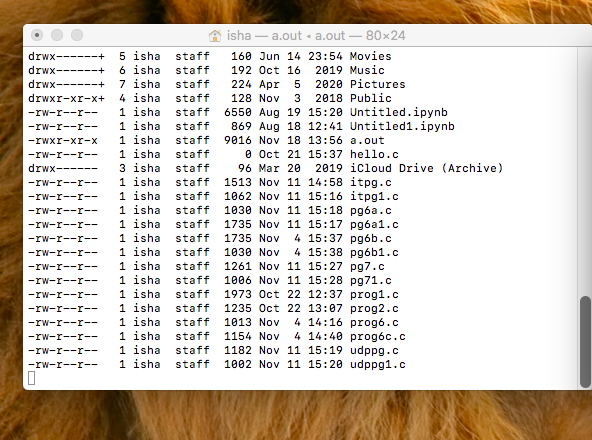 isha — a.out • a.out — 80×24
drwx------+  5 isha  staff   160 Jun 14 23:54 Movies
drwx------+  6 isha  staff   192 Oct 16  2019 Music
drwx------+  7 isha  staff   224 Apr  5  2020 Pictures
drwxr-xr-x+  4 isha  staff   128 Nov  3  2018 Public
-rw-r--r--   1 isha  staff  6550 Aug 19 15:20 Untitled.ipynb
-rw-r--r--   1 isha  staff   869 Aug 18 12:41 Untitled1.ipynb
-rwxr-xr-x   1 isha  staff  9016 Nov 18 13:56 a.out
-rw-r--r--   1 isha  staff     0 Oct 21 15:37 hello.c
drwx------   3 isha  staff    96 Mar 20  2019 iCloud Drive (Archive)
-rw-r--r--   1 isha  staff  1513 Nov 11 14:58 itpg.c
-rw-r--r--   1 isha  staff  1062 Nov 11 15:16 itpg1.c
-rw-r--r--   1 isha  staff  1030 Nov 11 15:18 pg6a.c
-rw-r--r--   1 isha  staff  1735 Nov 11 15:17 pg6a1.c
-rw-r--r--   1 isha  staff  1735 Nov  4 15:37 pg6b.c
-rw-r--r--   1 isha  staff  1030 Nov  4 15:38 pg6b1.c
-rw-r--r--   1 isha  staff  1261 Nov 11 15:27 pg7.c
-rw-r--r--   1 isha  staff  1006 Nov 11 15:28 pg71.c
-rw-r--r--   1 isha  staff  1973 Oct 22 12:37 prog1.c
-rw-r--r--   1 isha  staff  1235 Oct 22 13:07 prog2.c
-rw-r--r--   1 isha  staff  1013 Nov  4 14:16 prog6.c
-rw-r--r--   1 isha  staff  1154 Nov  4 14:40 prog6c.c
-rw-r--r--   1 isha  staff  1182 Nov 11 15:19 udppg.c
-rw-r--r--   1 isha  staff  1002 Nov 11 15:20 udppg1.c